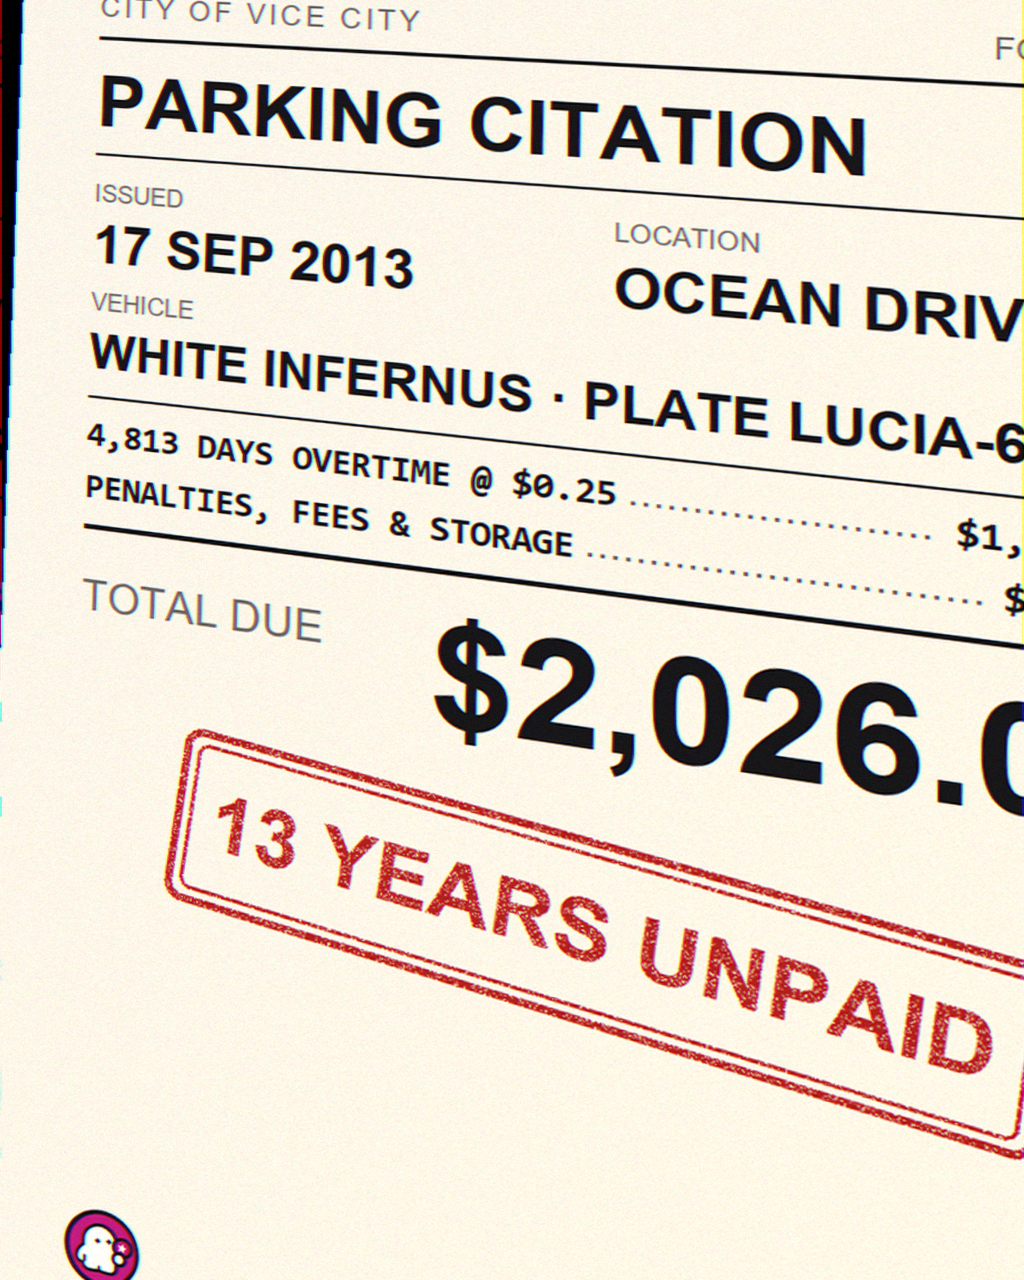 CITY OF VICE CITY
PARKING CITATION
ISSUED
17 SEP 2013
LOCATION
OCEAN DRIV
VEHICLE
WHITE INFERNUS · PLATE LUCIA-6
4,813 DAYS OVERTIME @ $0.25 ........................ $1,
PENALTIES, FEES & STORAGE ............................... $
TOTAL DUE
$2,026.0
13 YEARS UNPAID